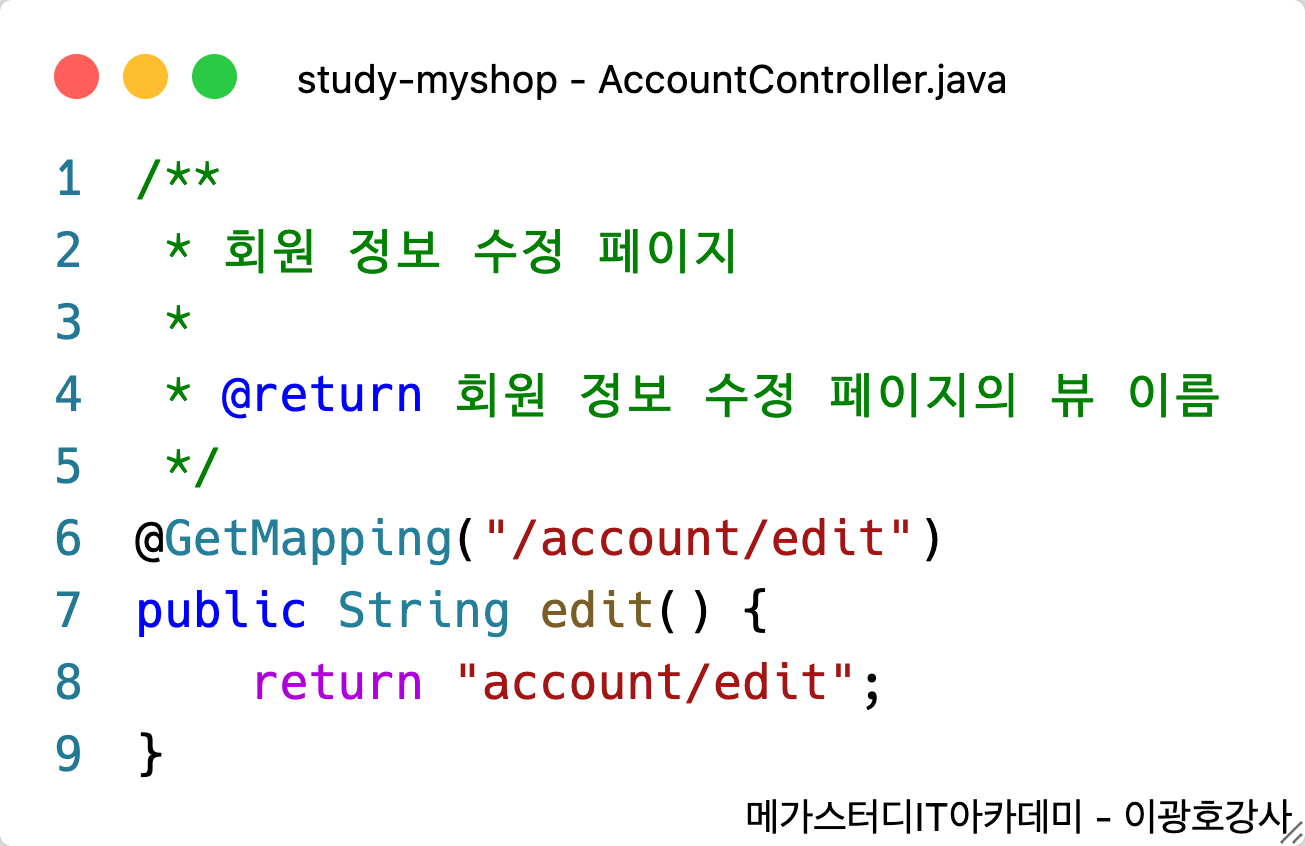 study-myshop - AccountController.java
1 /**
2  * 회원 정보 수정 페이지
3  *
4  * @return 회원 정보 수정 페이지의 뷰 이름
5  */
6 @GetMapping("/account/edit")
7 public String edit() {
8     return "account/edit";
9 }
메가스터디IT아카데미 - 이광호강사